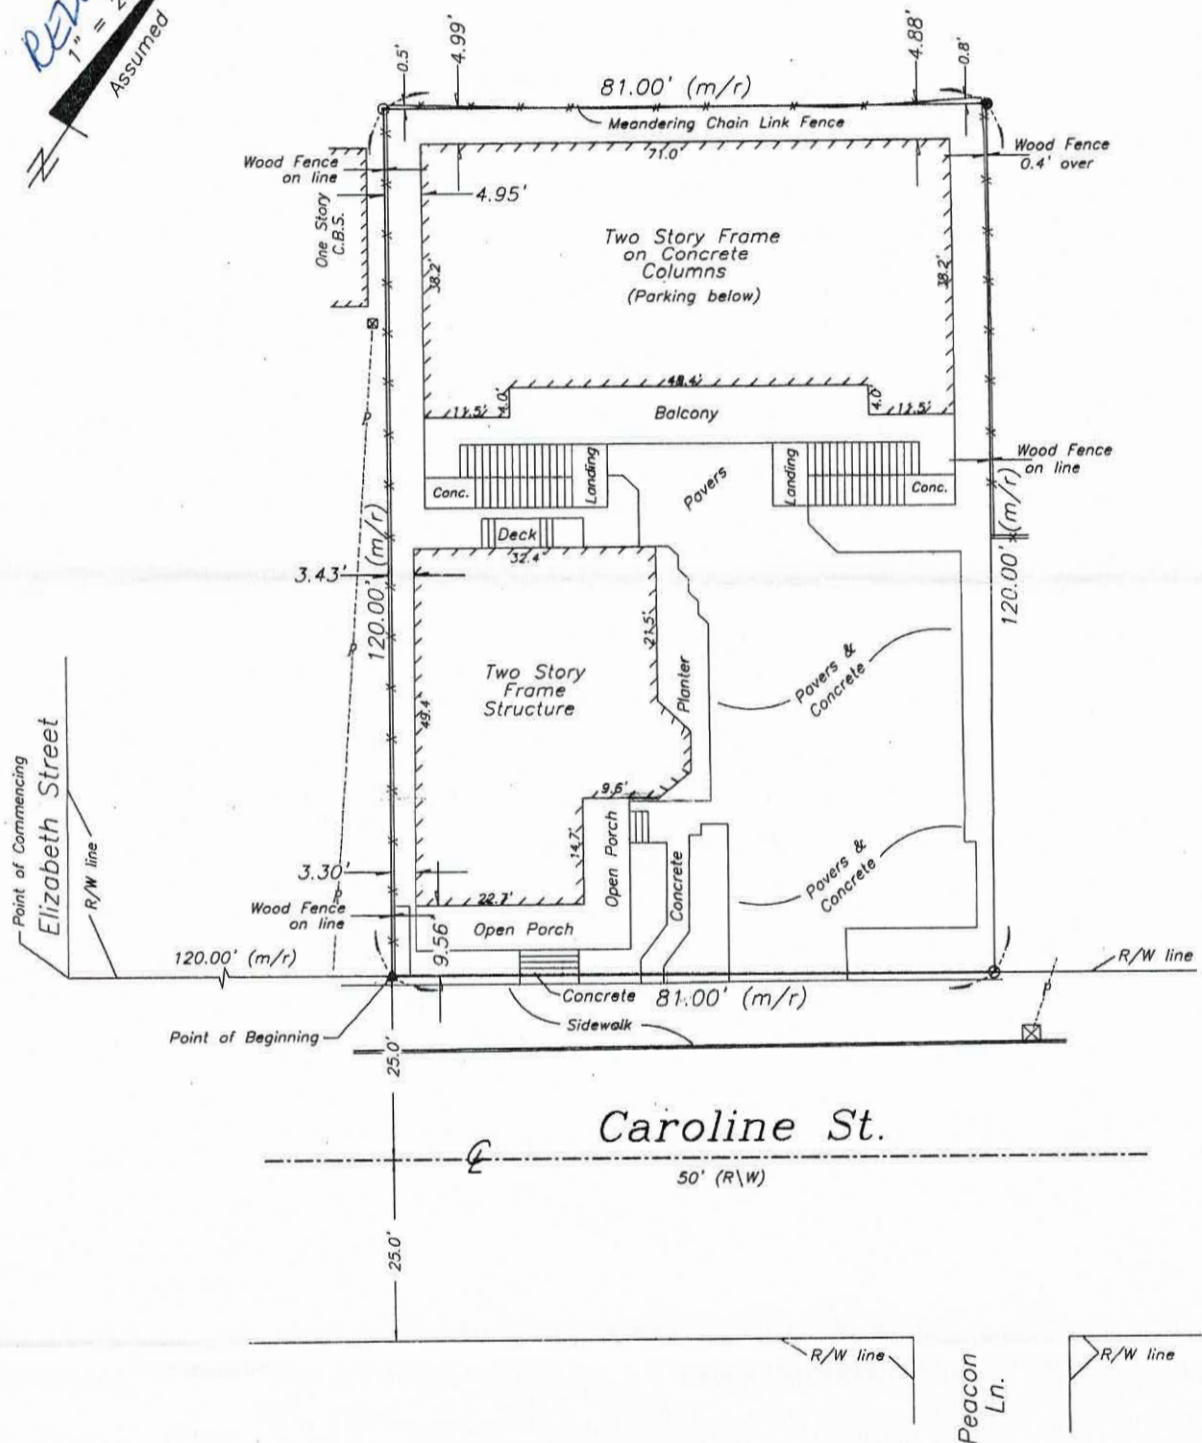 1" =
Assumed
N
0.5'
4.99'
81.00' (m/r)
4.88'
0.8'
Meandering Chain Link Fence
Wood Fence
on line
71.0'
Wood Fence
0.4' over
4.95'
One Story
C.B.S.
38.2'
Two Story Frame
on Concrete
Columns
(Parking below)
38.2'
48.4'
11.5'
4.0'
Balcony
4.0'
11.5'
P
Conc.
Landing
Pavers
Landing
Conc.
Wood Fence
on line
Deck
32.4'
3.43'
120.00' (m/r)
120.00' (m/r)
21.5'
P
Two Story
Frame
Structure
Planter
Pavers &
Concrete
49.4'
Point of Commencing
Elizabeth Street
R/W line
9.6'
14.7'
Open Porch
Concrete
Pavers &
Concrete
3.30'
P
22.7'
Wood Fence
on line
Open Porch
9.56'
120.00' (m/r)
R/W line
Concrete
81.00' (m/r)
P
Sidewalk
Point of Beginning
25.0'
Caroline St.
CL
50' (R\W)
25.0'
R/W line
R/W line
Peacon
Ln.